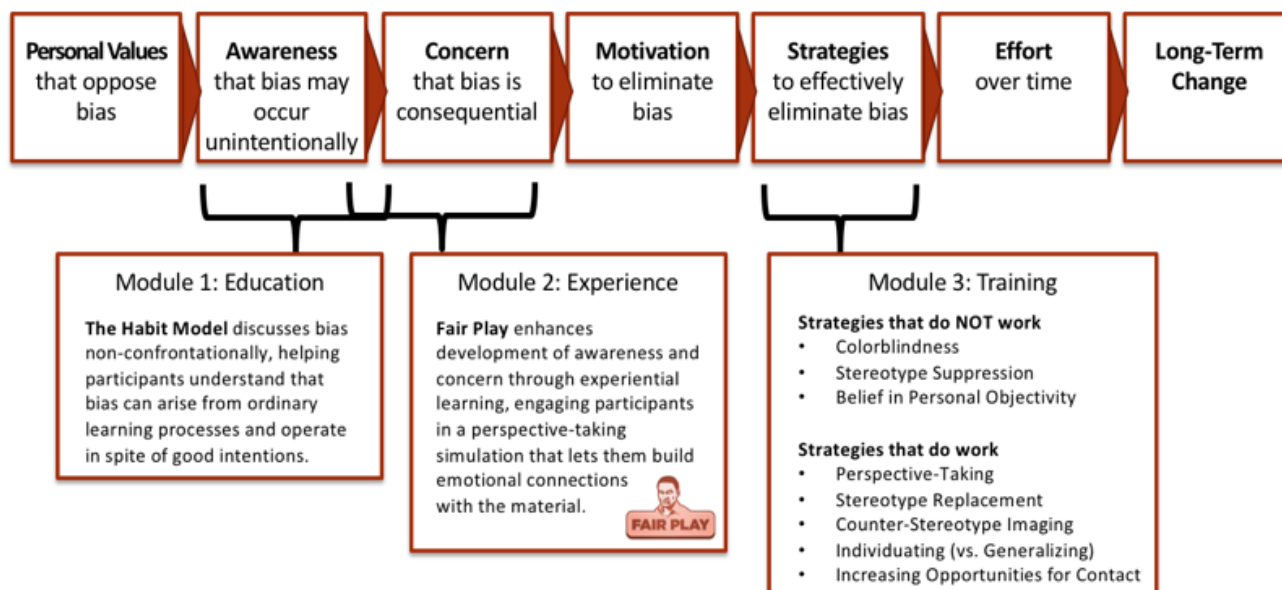 Personal Values
that oppose
bias
Awareness
that bias may
occur
unintentionally
Concern
that bias is
consequential
Motivation
to eliminate
bias
Strategies
to effectively
eliminate bias
Effort
over time
Long-Term
Change
Module 1: Education
The Habit Model discusses bias
non-confrontationally, helping
participants understand that
bias can arise from ordinary
learning processes and operate
in spite of good intentions.
Module 2: Experience
Fair Play enhances
development of awareness and
concern through experiential
learning, engaging participants
in a perspective-taking
simulation that lets them build
emotional connections
with the material.
FAIR PLAY
Module 3: Training
Strategies that do NOT work
• Colorblindness
• Stereotype Suppression
• Belief in Personal Objectivity
Strategies that do work
• Perspective-Taking
• Stereotype Replacement
• Counter-Stereotype Imaging
• Individuating (vs. Generalizing)
• Increasing Opportunities for Contact